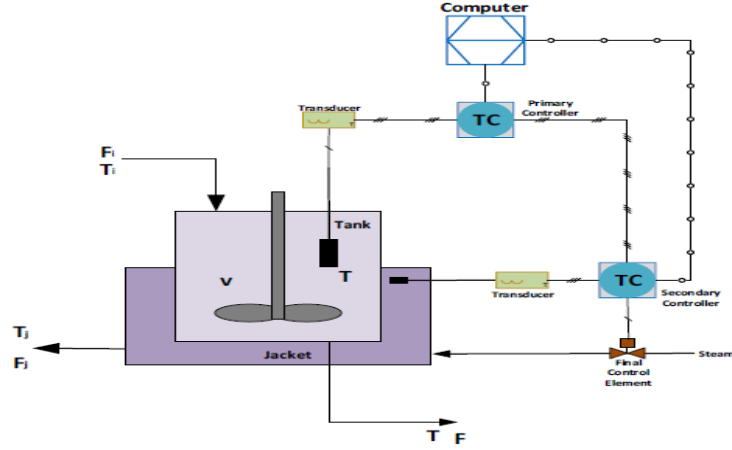 Computer
Transducer
TC
Primary
Controller
Fi
Ti
Tank
V
T
TC
Transducer
Secondary
Controller
Tj
Fj
Jacket
Steam
Final
Control
Element
T F